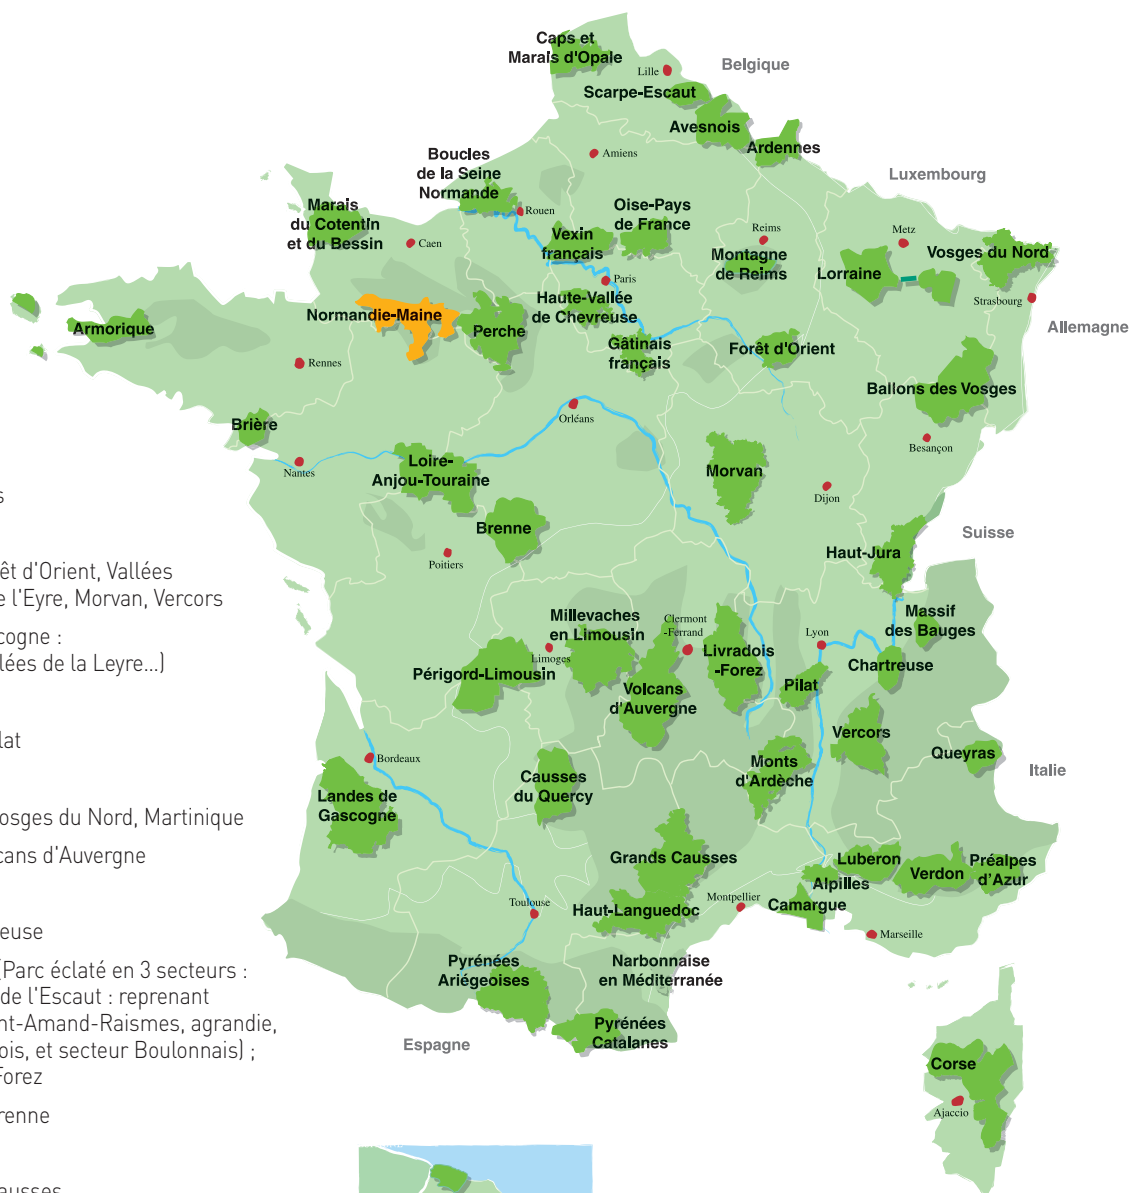 Caps et
Marais d'Opale
Lille
Belgique
Scarpe-Escaut
Avesnois
Ardennes
Amiens
Boucles
de la Seine
Normande
Luxembourg
Marais
du Cotentin
et du Bessin
Caen
Rouen
Oise-Pays
de France
Vexin
français
Reims
Montagne
de Reims
Metz
Lorraine
Vosges du Nord
Strasbourg
Paris
Allemagne
Armorique
Normandie-Maine
Perche
Haute-Vallée
de Chevreuse
Gâtinais
français
Forêt d'Orient
Rennes
Ballons des Vosges
Orléans
Brière
Besançon
Nantes
Loire-
Anjou-Touraine
Morvan
Dijon
s
Brenne
Poitiers
Suisse
Haut-Jura
êt d'Orient, Vallées
e l'Eyre, Morvan, Vercors
cogne :
lées de la Leyre...)
Millevaches
en Limousin
Limoges
Clermont
-Ferrand
Lyon
Massif
des Bauges
Périgord-Limousin
Livradois
-Forez
Chartreuse
Volcans
d'Auvergne
Pilat
lat
Vercors
Queyras
Bordeaux
Italie
Causses
du Quercy
Monts
d'Ardèche
Landes de
Gascogne
osges du Nord, Martinique
cans d'Auvergne
Grands Causses
Luberon
Verdon
Préalpes
d'Azur
Alpilles
Toulouse
Haut-Languedoc
Montpellier
Camargue
Marseille
euse
(Parc éclaté en 3 secteurs :
de l'Escaut : reprenant
nt-Amand-Raismes, agrandie,
ois, et secteur Boulonnais) ;
Forez
Pyrénées
Ariégeoises
Narbonnaise
en Méditerranée
Pyrénées
Catalanes
Espagne
Corse
Ajaccio
renne
ausses